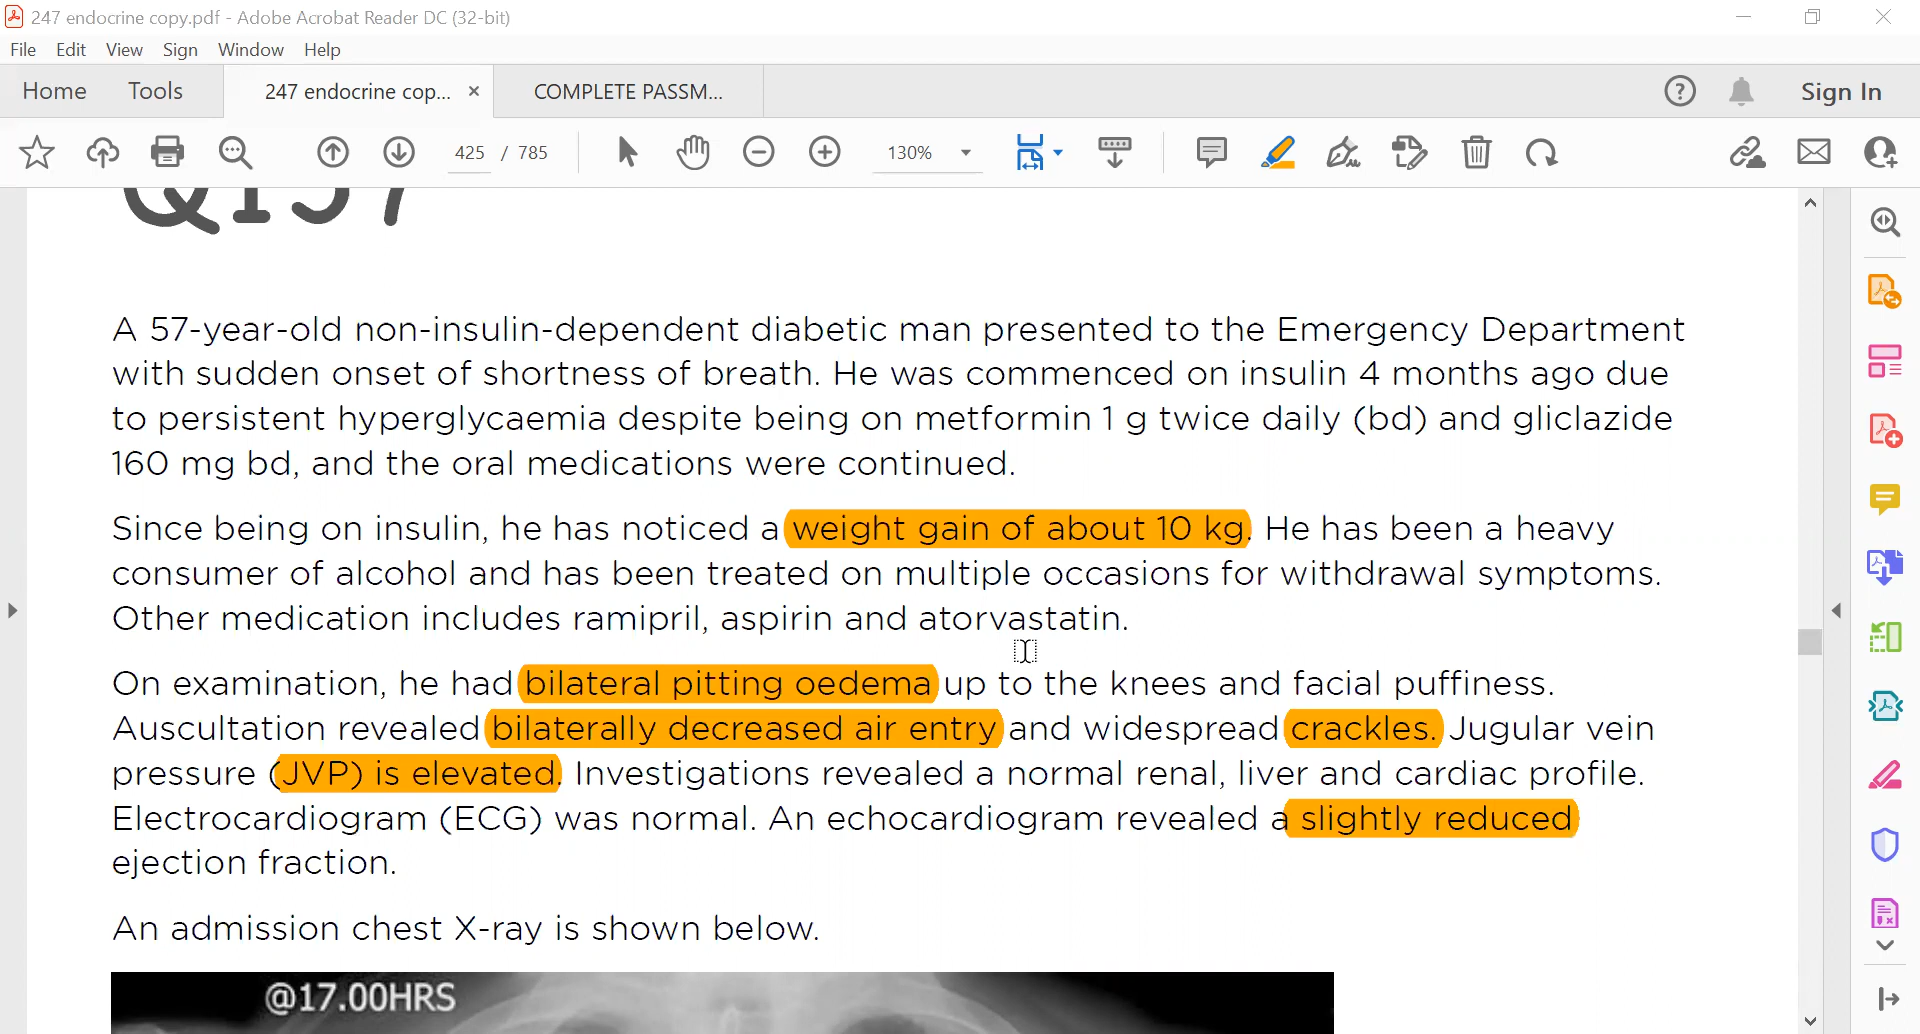 247 endocrine copy.pdf - Adobe Acrobat Reader DC (32-bit)
File Edit View Sign Window Help
Home Tools 247 endocrine cop... × COMPLETE PASSM... Sign In
425 / 785 130%
Q157
A 57-year-old non-insulin-dependent diabetic man presented to the Emergency Department
with sudden onset of shortness of breath. He was commenced on insulin 4 months ago due
to persistent hyperglycaemia despite being on metformin 1 g twice daily (bd) and gliclazide
160 mg bd, and the oral medications were continued.
Since being on insulin, he has noticed a weight gain of about 10 kg. He has been a heavy
consumer of alcohol and has been treated on multiple occasions for withdrawal symptoms.
Other medication includes ramipril, aspirin and atorvastatin.
On examination, he had bilateral pitting oedema up to the knees and facial puffiness.
Auscultation revealed bilaterally decreased air entry and widespread crackles. Jugular vein
pressure (JVP) is elevated. Investigations revealed a normal renal, liver and cardiac profile.
Electrocardiogram (ECG) was normal. An echocardiogram revealed a slightly reduced
ejection fraction.
An admission chest X-ray is shown below.
@17.00HRS